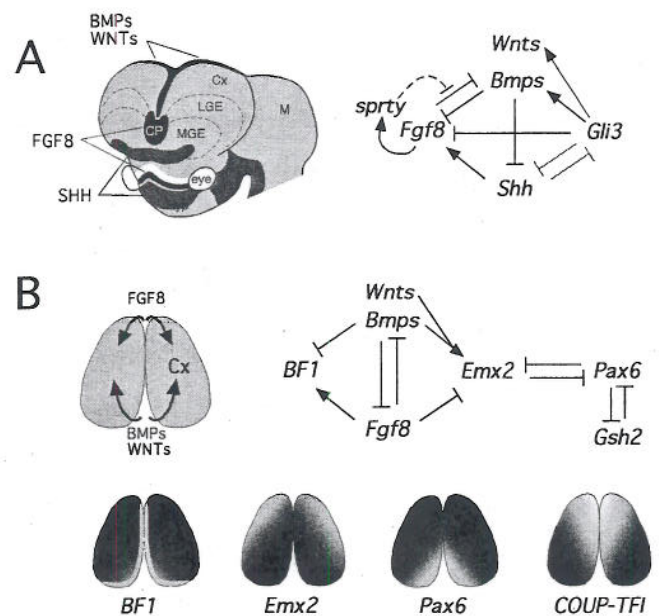 A
BMPs
WNTs
Cx
LGE
M
CP
MGE
FGF8
eye
SHH
Wnts
Bmps
sprty
Fgf8
Gli3
Shh
B
FGF8
Cx
BMPs
WNTs
Wnts
Bmps
BF1
Emx2
Pax6
Fgf8
Gsh2
BF1
Emx2
Pax6
COUP-TFI